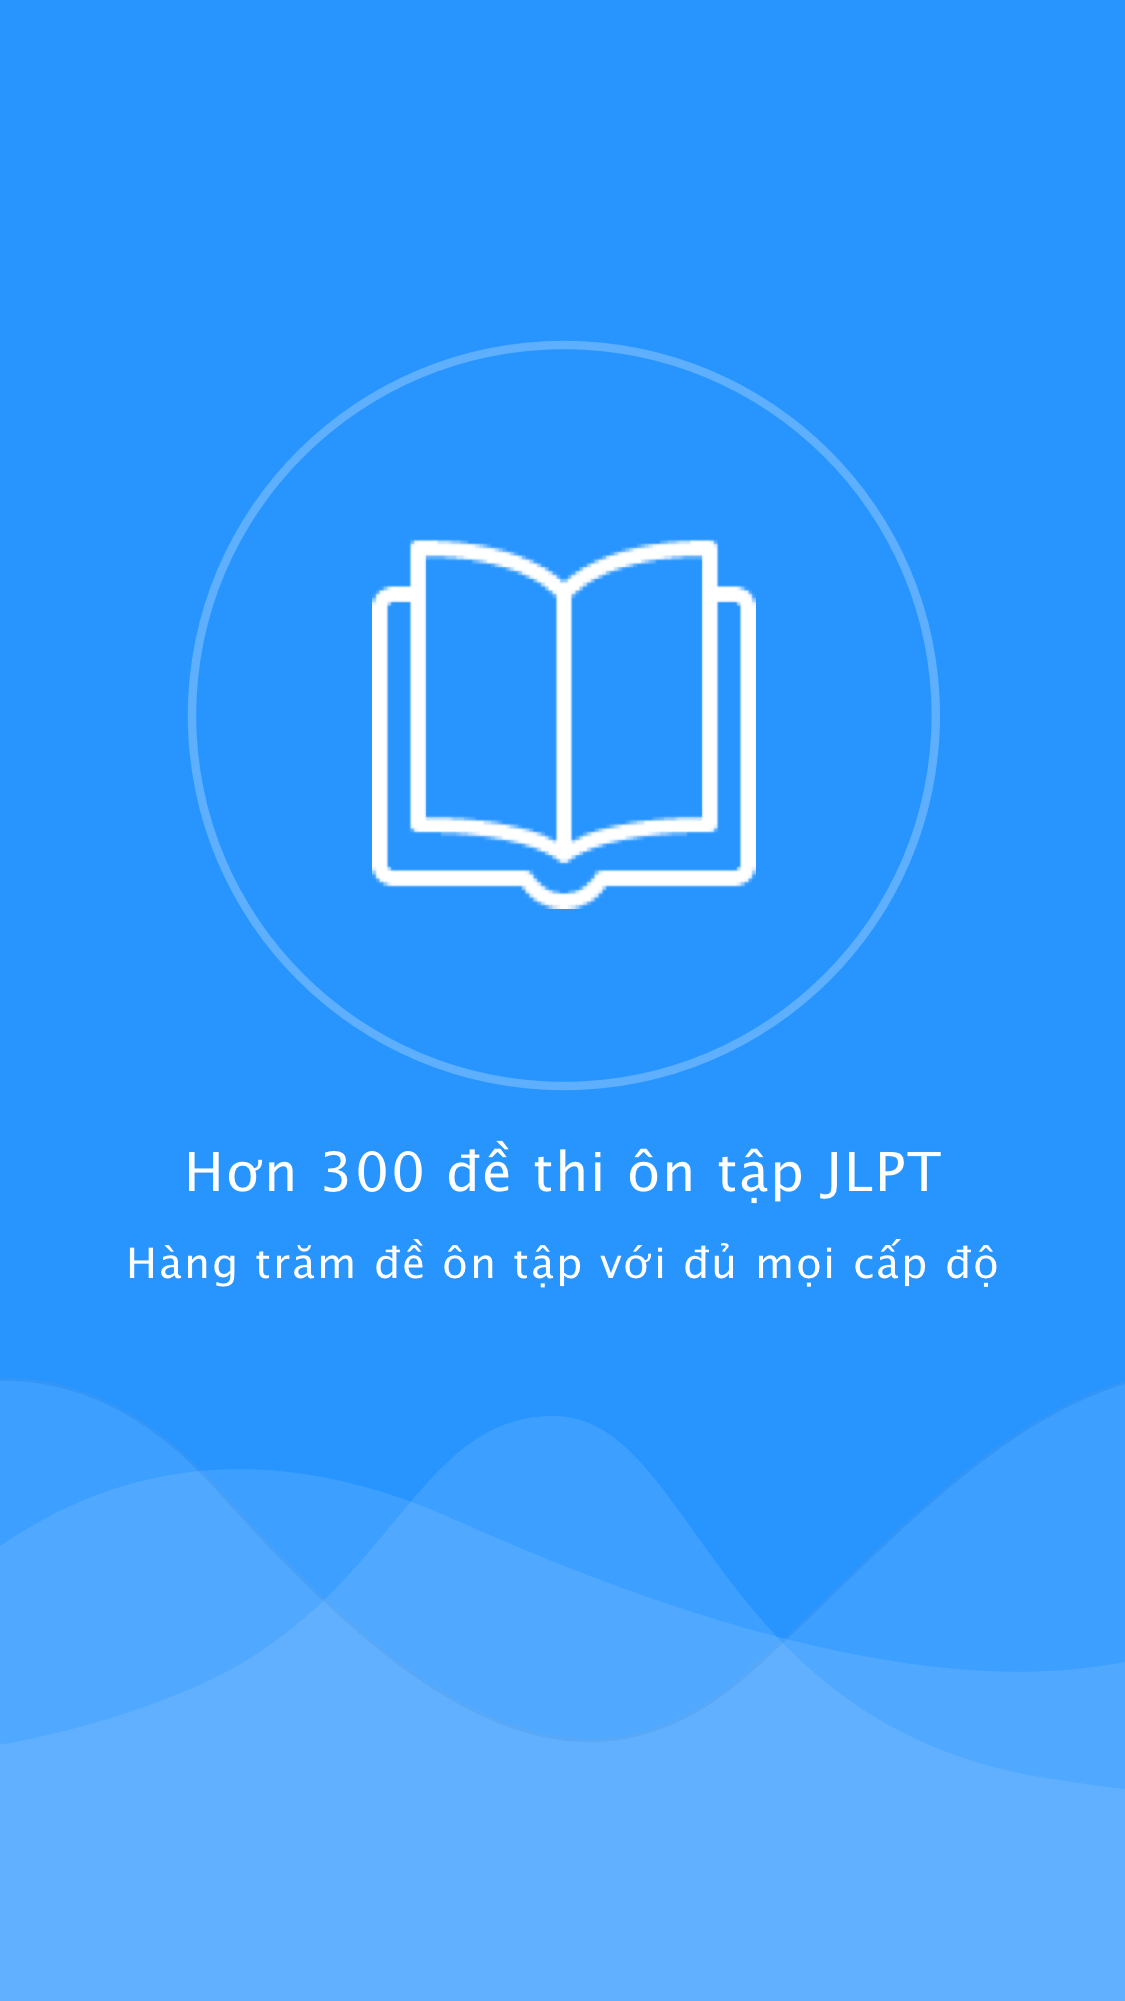 Hơn 300 đề thi ôn tập JLPT
Hàng trăm đề ôn tập với đủ mọi cấp độ